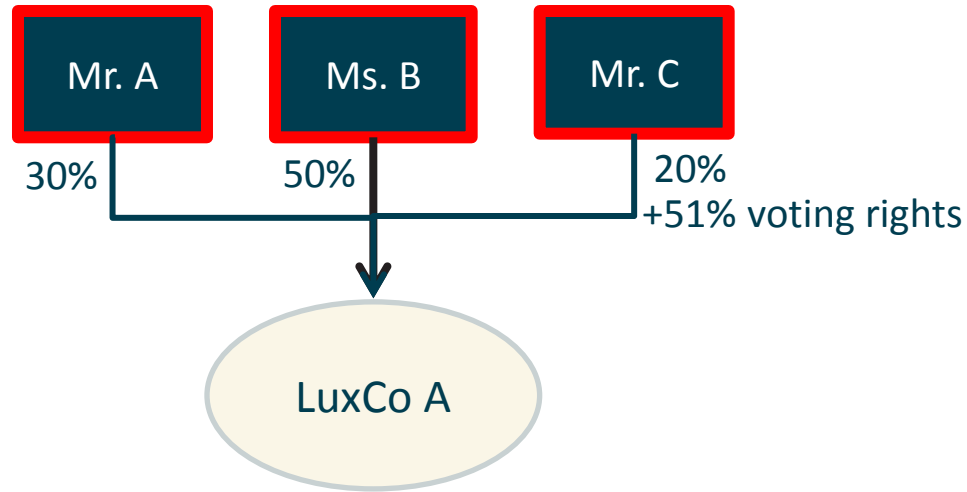 Mr. A
Ms. B
Mr. C
30%
50%
20%
+51% voting rights
LuxCo A